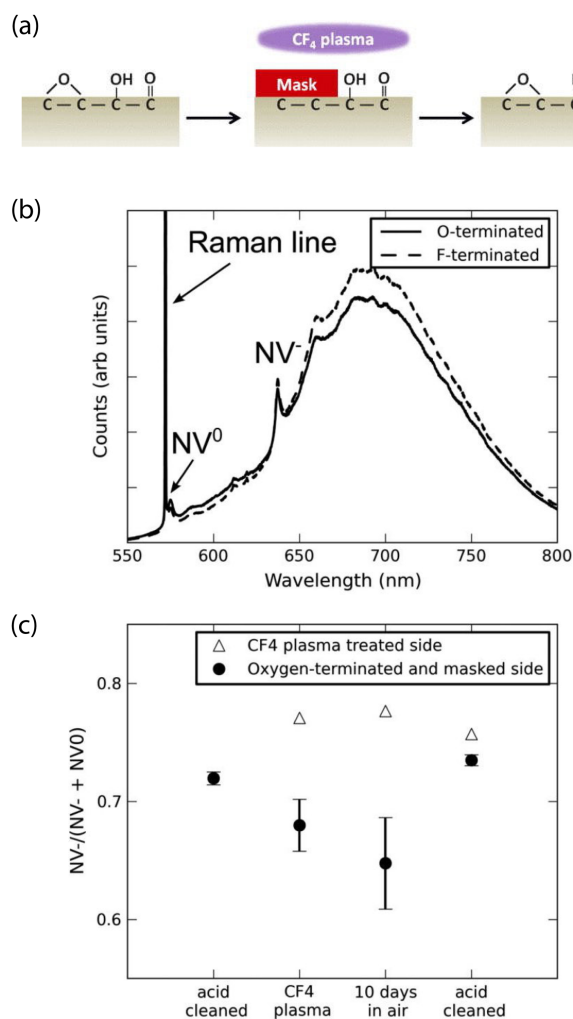 (a)
CF₄ plasma
O OH O
Mask OH O
O
C – C – C – C
C – C – C – C
C – C – C
(b)
O-terminated
F-terminated
Raman line
NV⁻
NV⁰
Counts (arb units)
550 600 650 700 750 800
Wavelength (nm)
(c)
CF4 plasma treated side
Oxygen-terminated and masked side
0.8
0.7
0.6
NV-/(NV- + NV0)
acid cleaned
CF4 plasma
10 days in air
acid cleaned